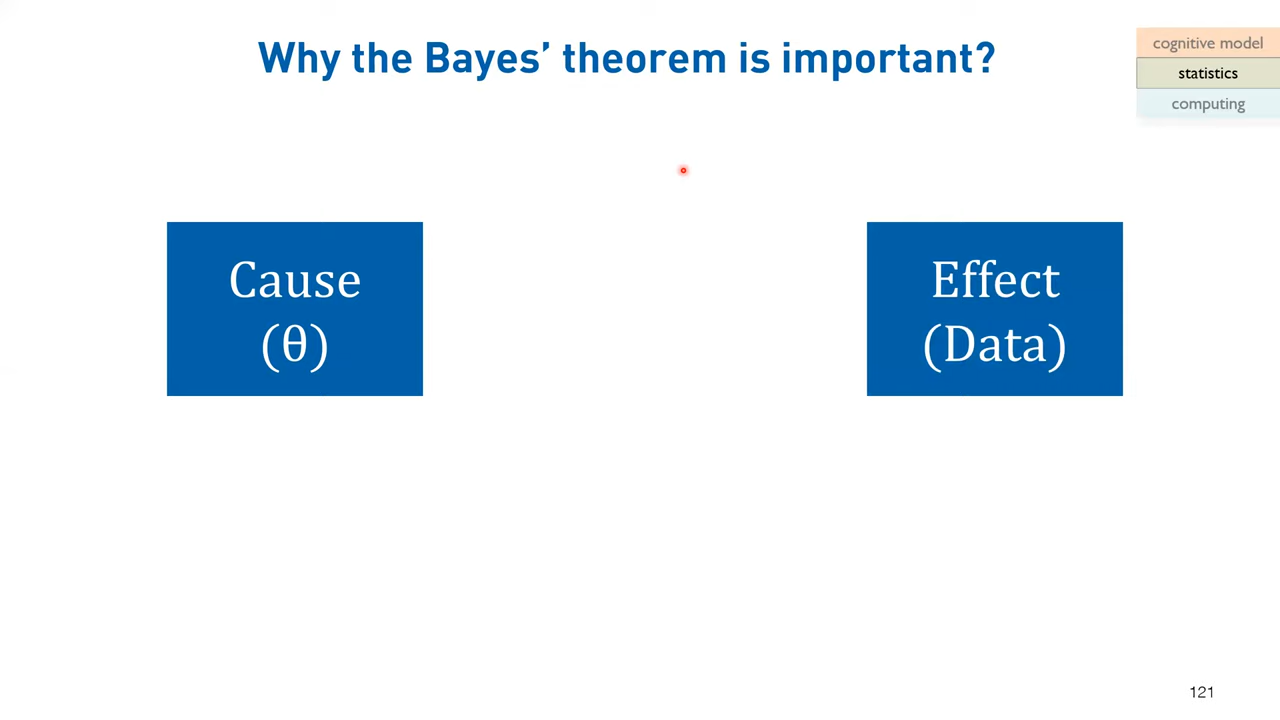 Why the Bayes’ theorem is important?
cognitive model
statistics
computing
Cause
(θ)
Effect
(Data)
121